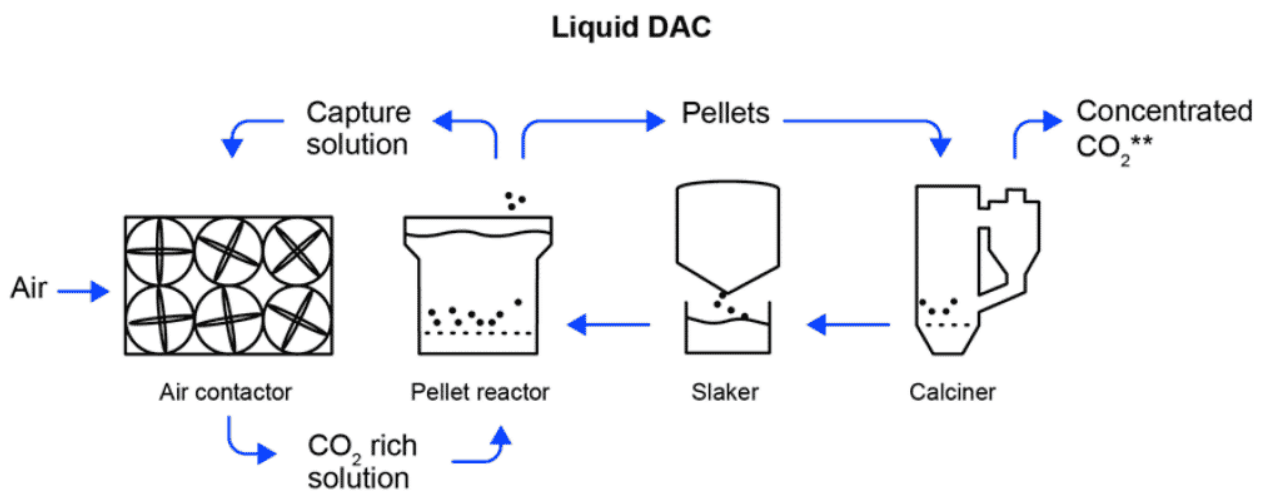 Liquid DAC
Capture
solution
Pellets
Concentrated
CO₂**
Air
Air contactor
Pellet reactor
Slaker
Calciner
CO₂ rich
solution